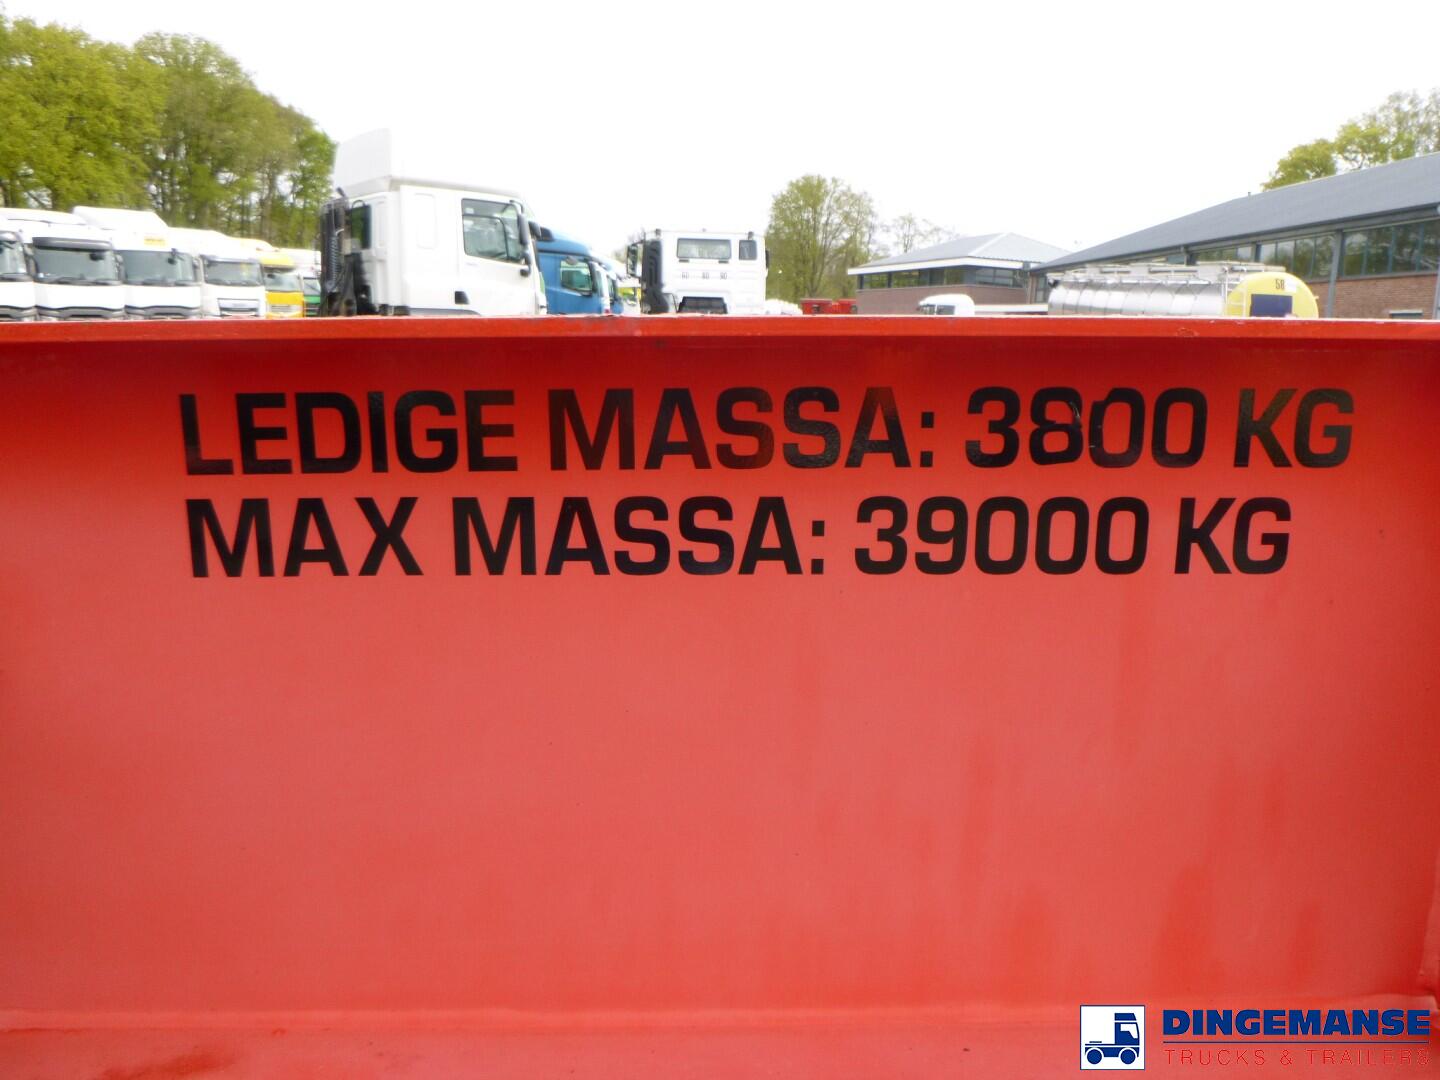 LEDIGE MASSA: 3800 KG
MAX MASSA: 39000 KG
DINGEMANSE
TRUCKS & TRAILERS